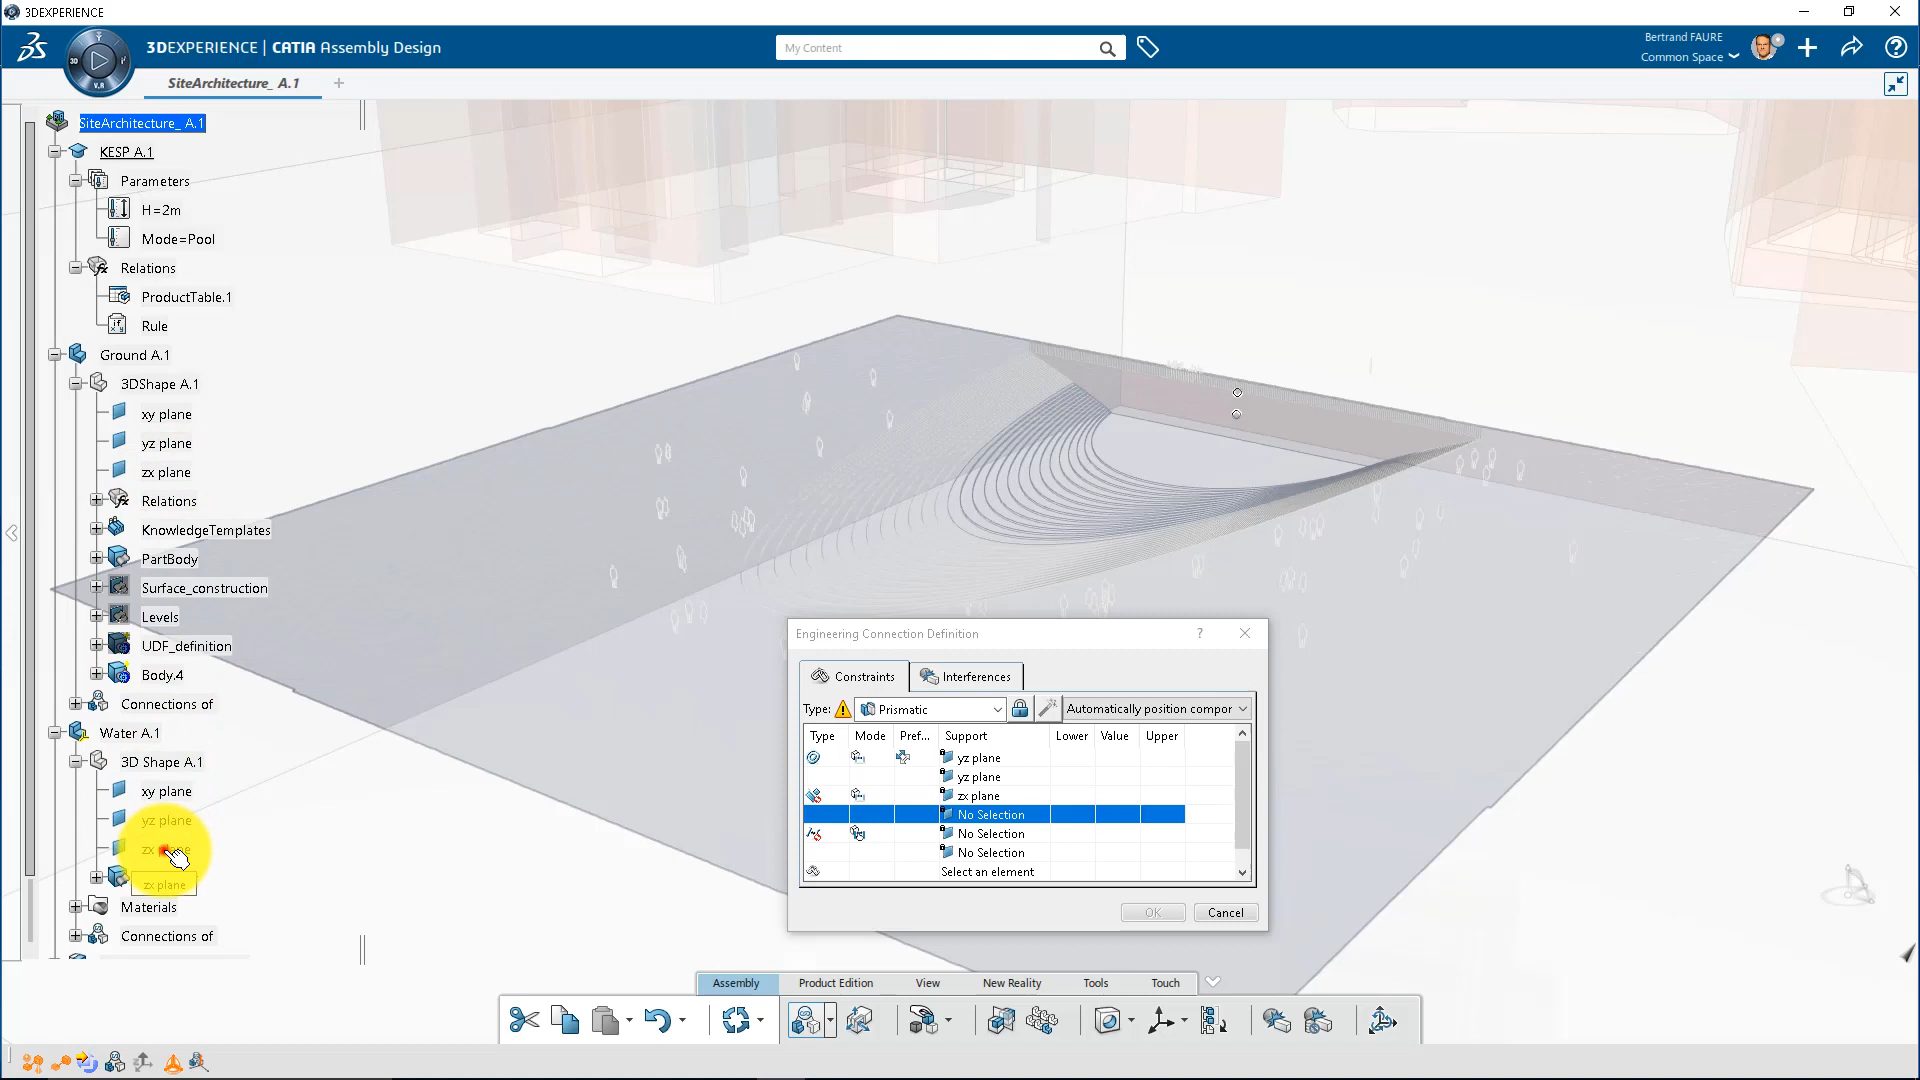 3DEXPERIENCE
3DEXPERIENCE | CATIA Assembly Design
My Content
Bertrand FAURE
Common Space
3D
V.R
SiteArchitecture_ A.1
SiteArchitecture_ A.1
KESP A.1
Parameters
H=2m
Mode=Pool
Relations
ProductTable.1
Rule
Ground A.1
3DShape A.1
xy plane
yz plane
zx plane
Relations
KnowledgeTemplates
PartBody
Surface_construction
Levels
UDF_definition
Body.4
Connections of
Water A.1
3D Shape A.1
xy plane
yz plane
zx plane
zx plane
Materials
Connections of
Engineering Connection Definition
?
Constraints
Interferences
Type:
Prismatic
Automatically position compor
Type Mode Pref... Support Lower Value Upper
yz plane
yz plane
zx plane
No Selection
No Selection
No Selection
Select an element
OK
Cancel
Assembly
Product Edition
View
New Reality
Tools
Touch